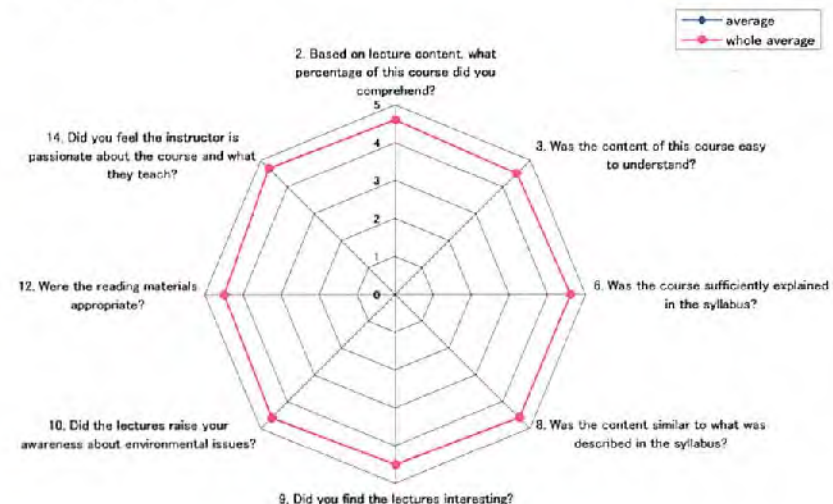 average
whole average
2. Based on lecture content, what
percentage of this course did you
comprehend?
5
14. Did you feel the instructor is
passionate about the course and what
they teach?
4
3. Was the content of this course easy
to understand?
3
2
1
12. Were the reading materials
appropriate?
0
6. Was the course sufficiently explained
in the syllabus?
10. Did the lectures raise your
awareness about environmental issues?
8. Was the content similar to what was
described in the syllabus?
9. Did you find the lectures interesting?